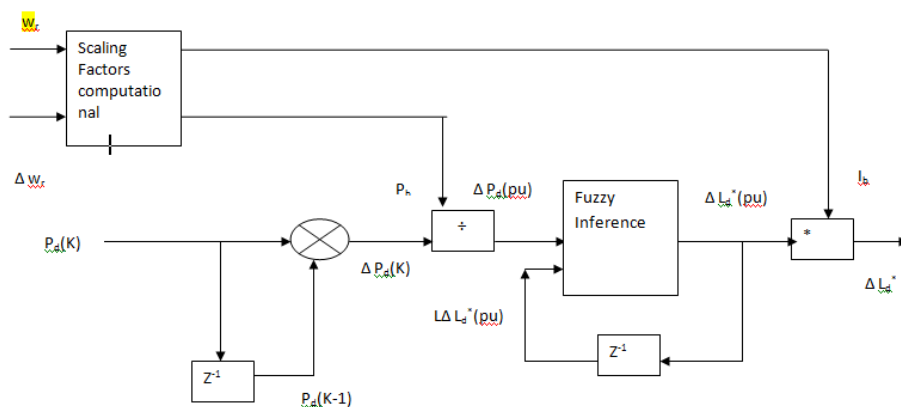 wr
Scaling
Factors
computatio
nal
Δ wr
Pb
Δ Pd(pu)
Fuzzy
Inference
Δ Ld*(pu)
Ib
Pd(K)
÷
*
Δ Pd(K)
Δ Ld*
LΔ Ld*(pu)
Z-1
Z-1
Pd(K-1)